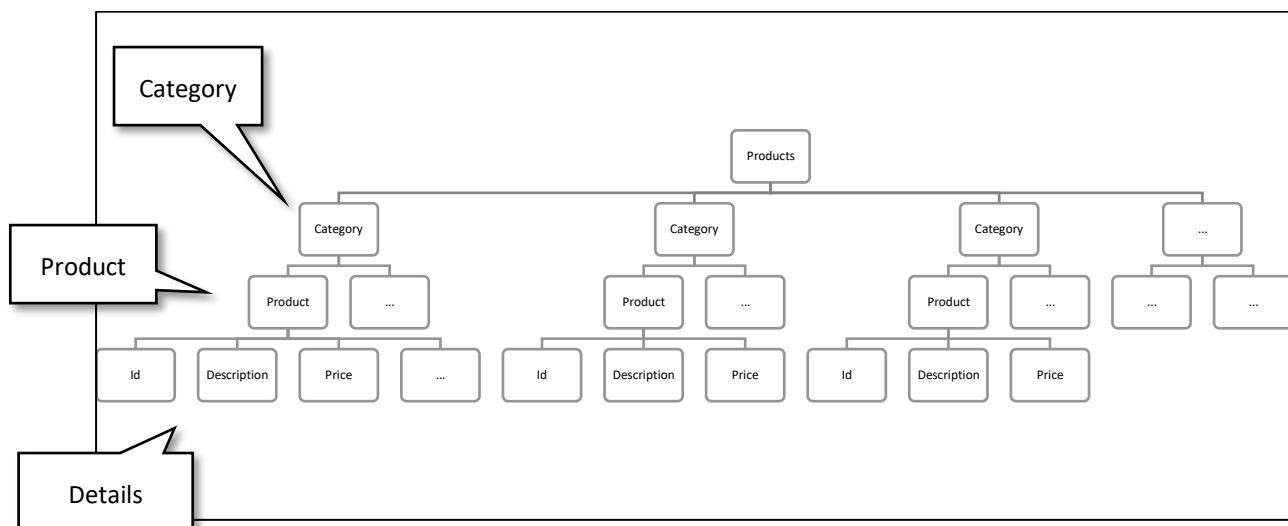 Category
Products
Category
Category
Category
...
Product
Product
...
Product
...
Product
...
...
...
Id
Description
Price
...
Id
Description
Price
Id
Description
Price
Details